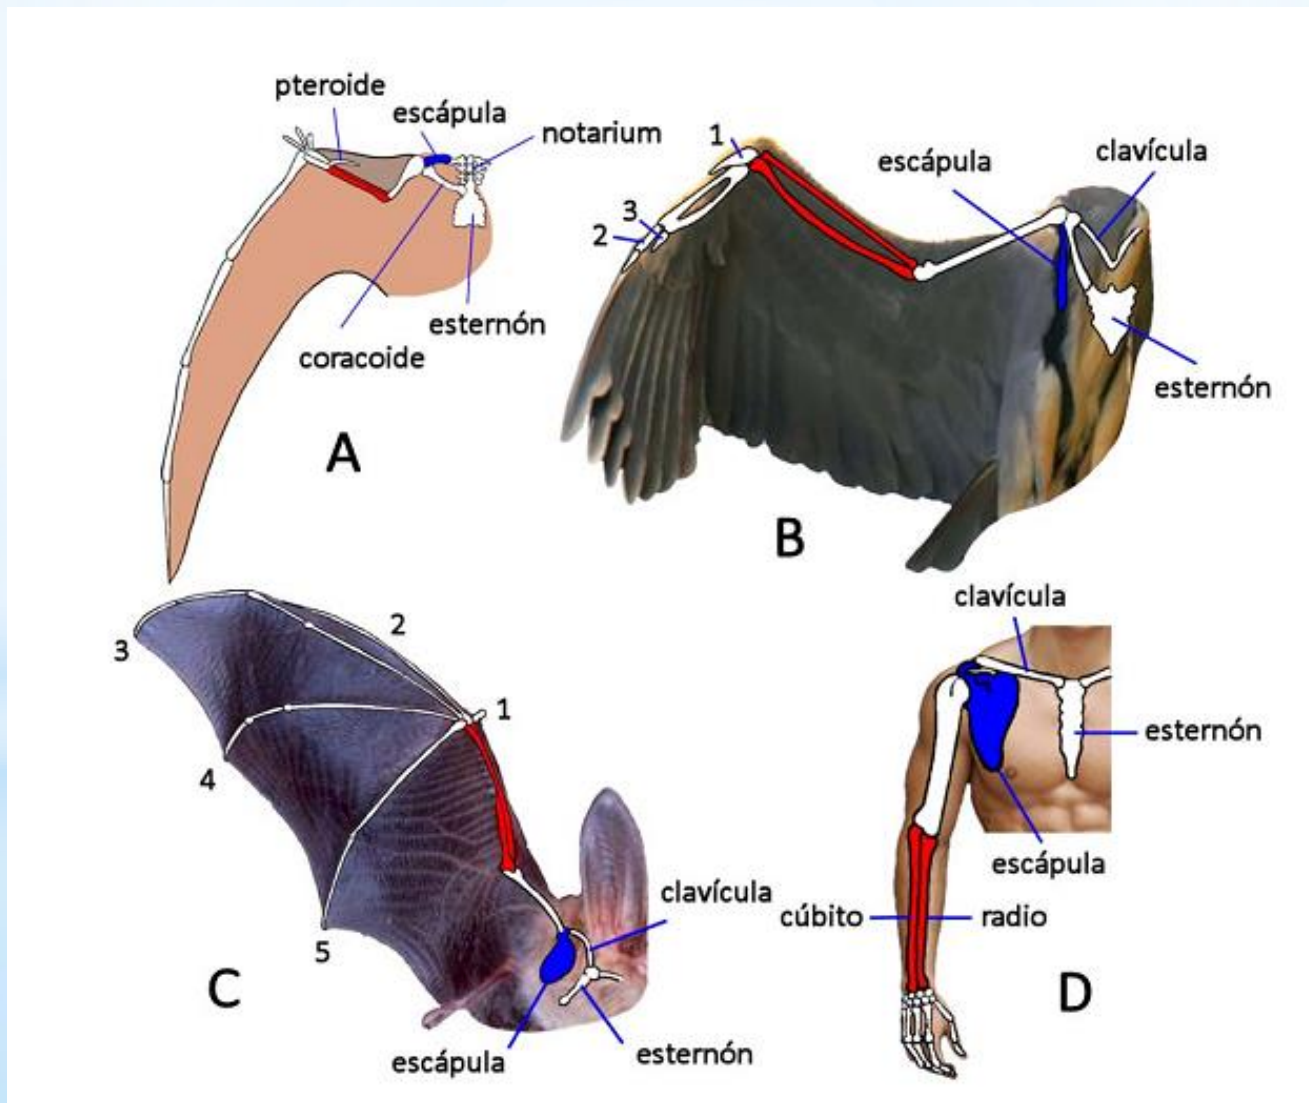 pteroide
escápula
notarium
esternón
coracoide
A
1
escápula
clavícula
3
2
esternón
B
2
3
1
4
5
clavícula
escápula
esternón
C
clavícula
esternón
escápula
cúbito
radio
D